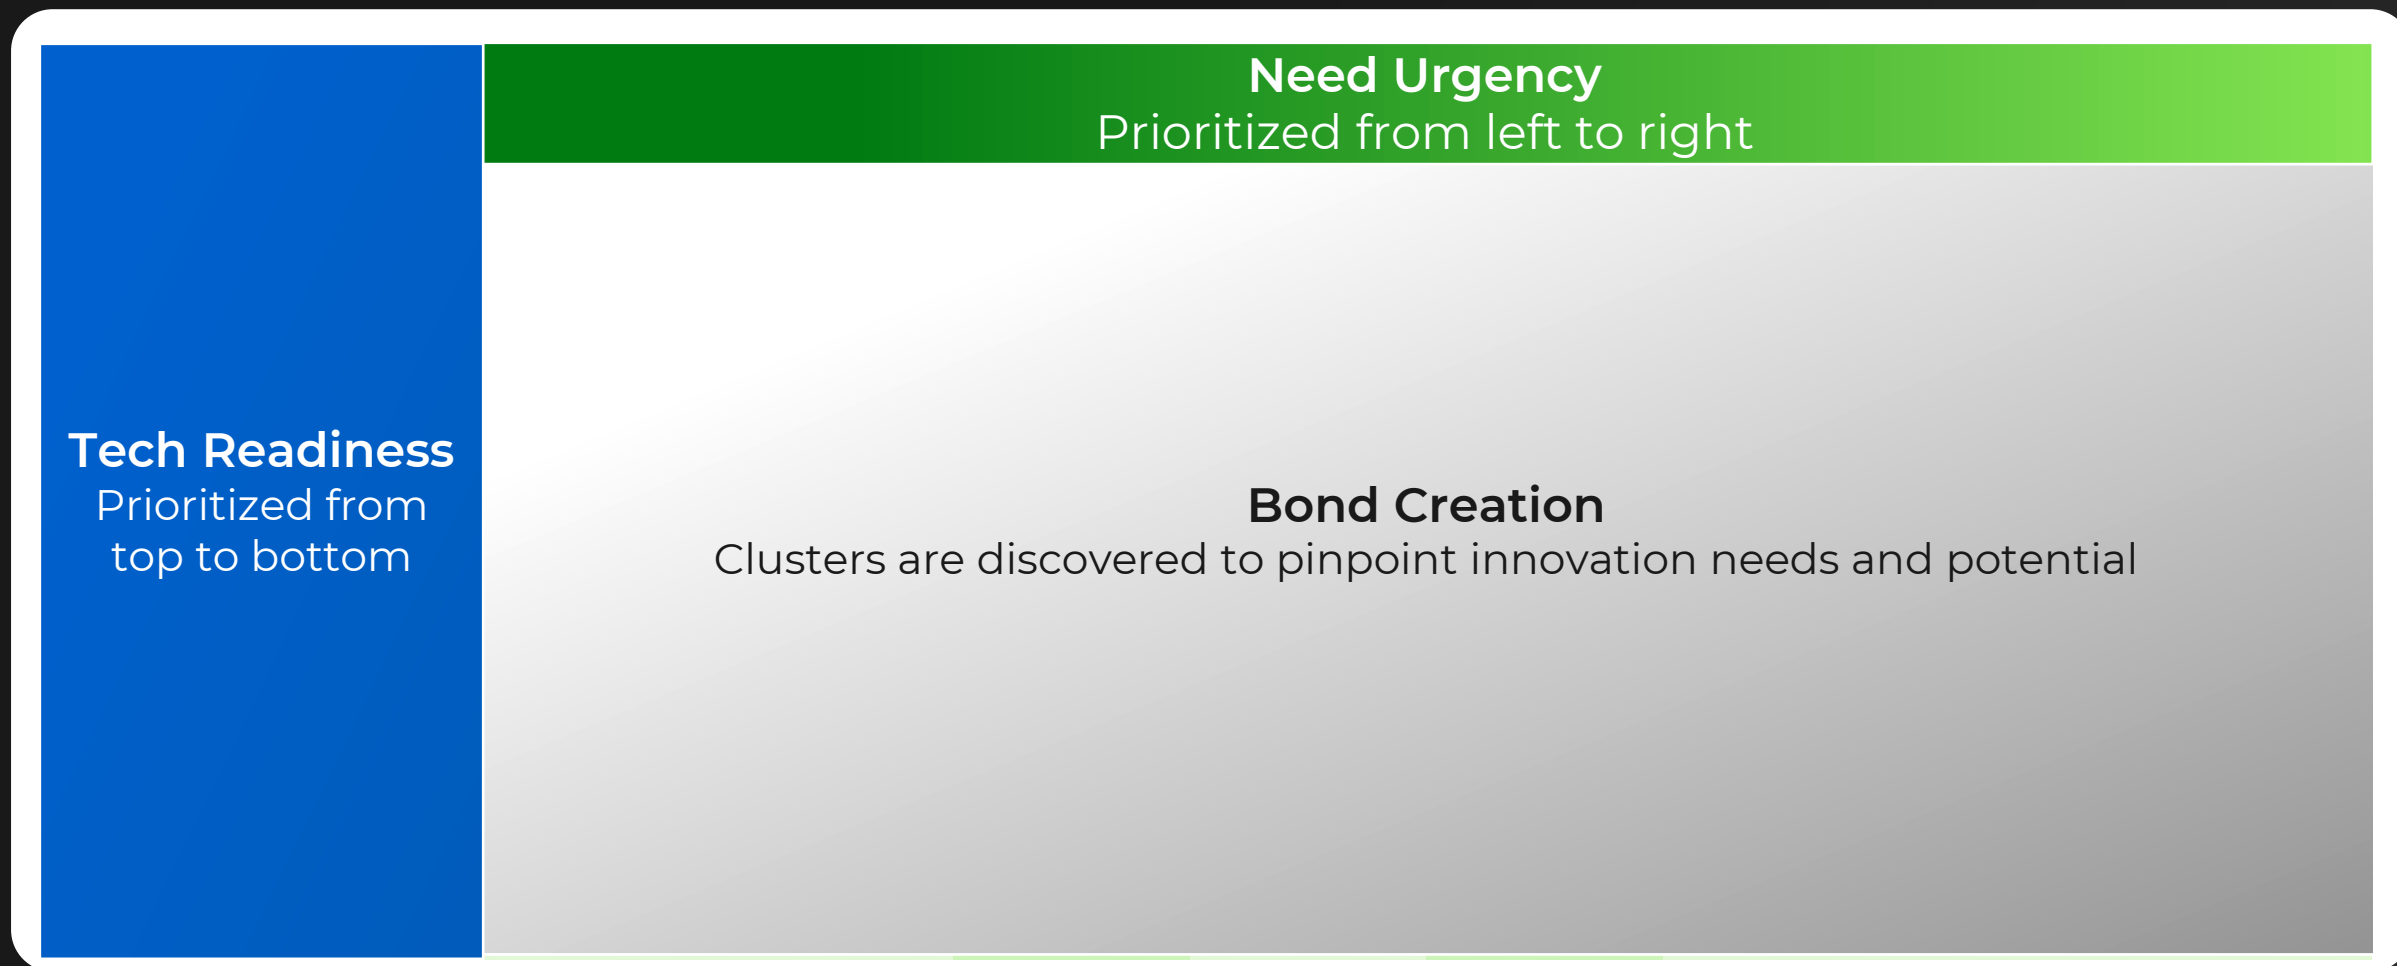 Need Urgency
Prioritized from left to right
Tech Readiness
Prioritized from
top to bottom
Bond Creation
Clusters are discovered to pinpoint innovation needs and potential